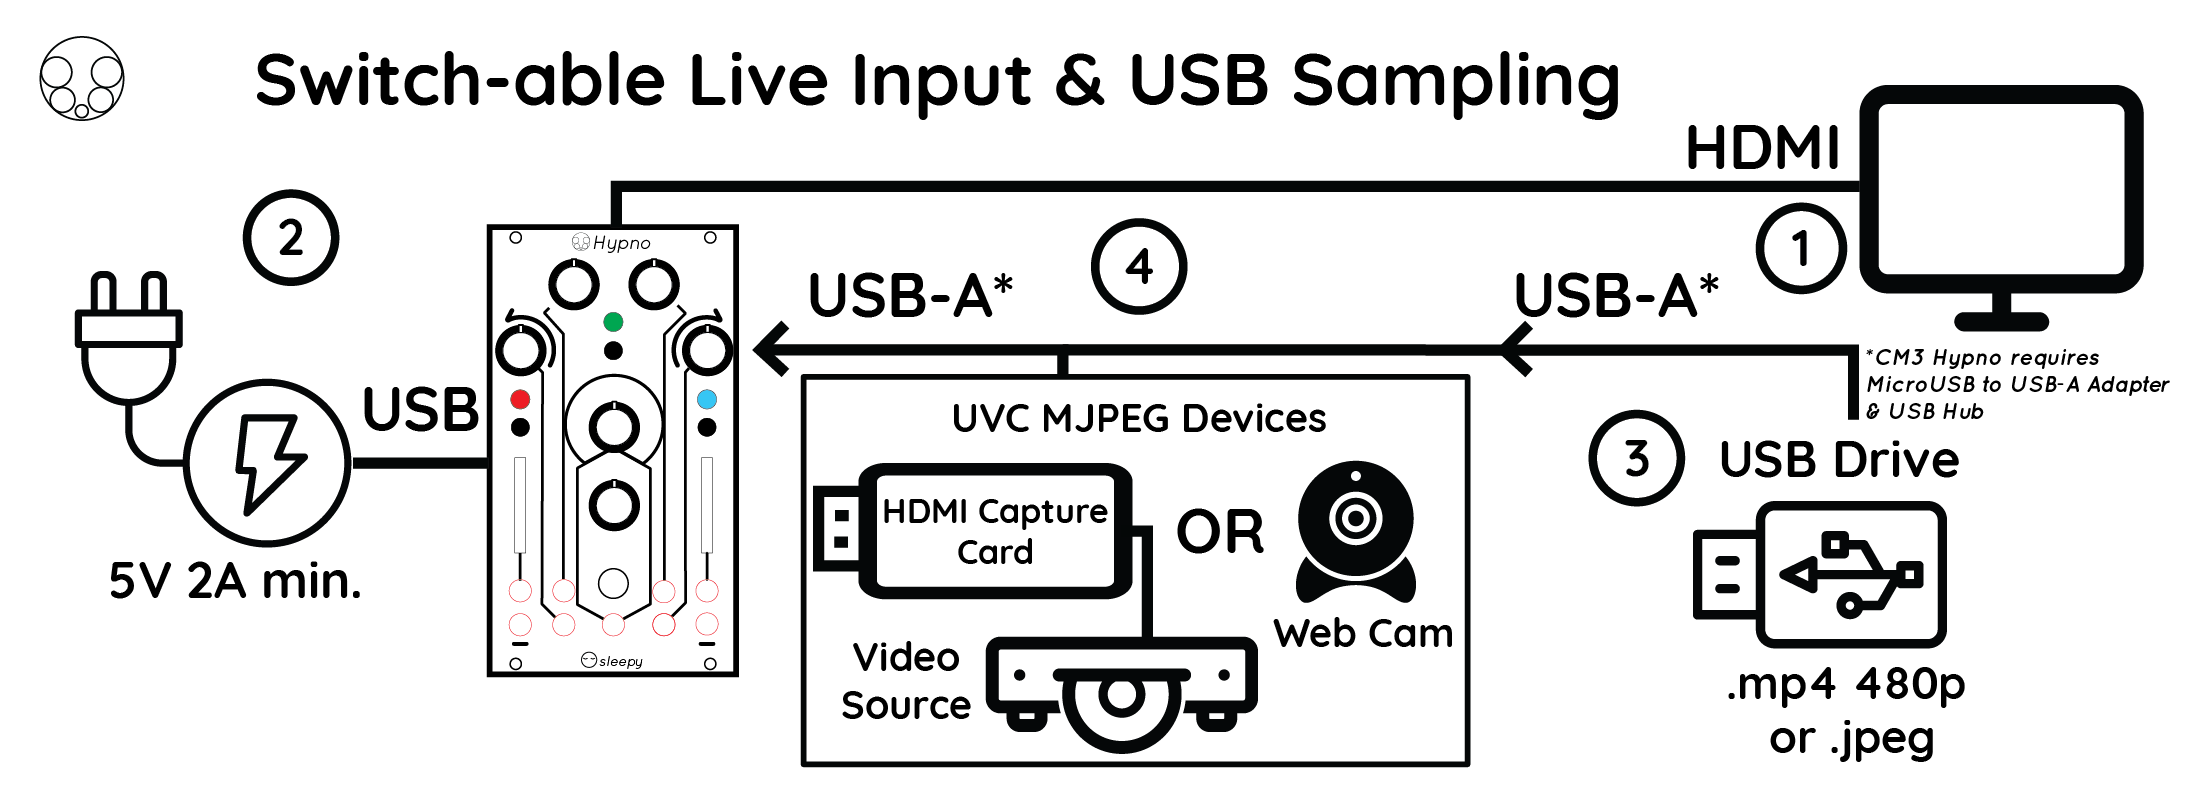 Switch-able Live Input & USB Sampling
HDMI
1
2
Hypno
4
USB-A*
USB-A*
*CM3 Hypno requires
MicroUSB to USB-A Adapter
& USB Hub
USB
UVC MJPEG Devices
3
USB Drive
HDMI Capture
Card
OR
5V 2A min.
Web Cam
Video
Source
sleepy
.mp4 480p
or .jpeg